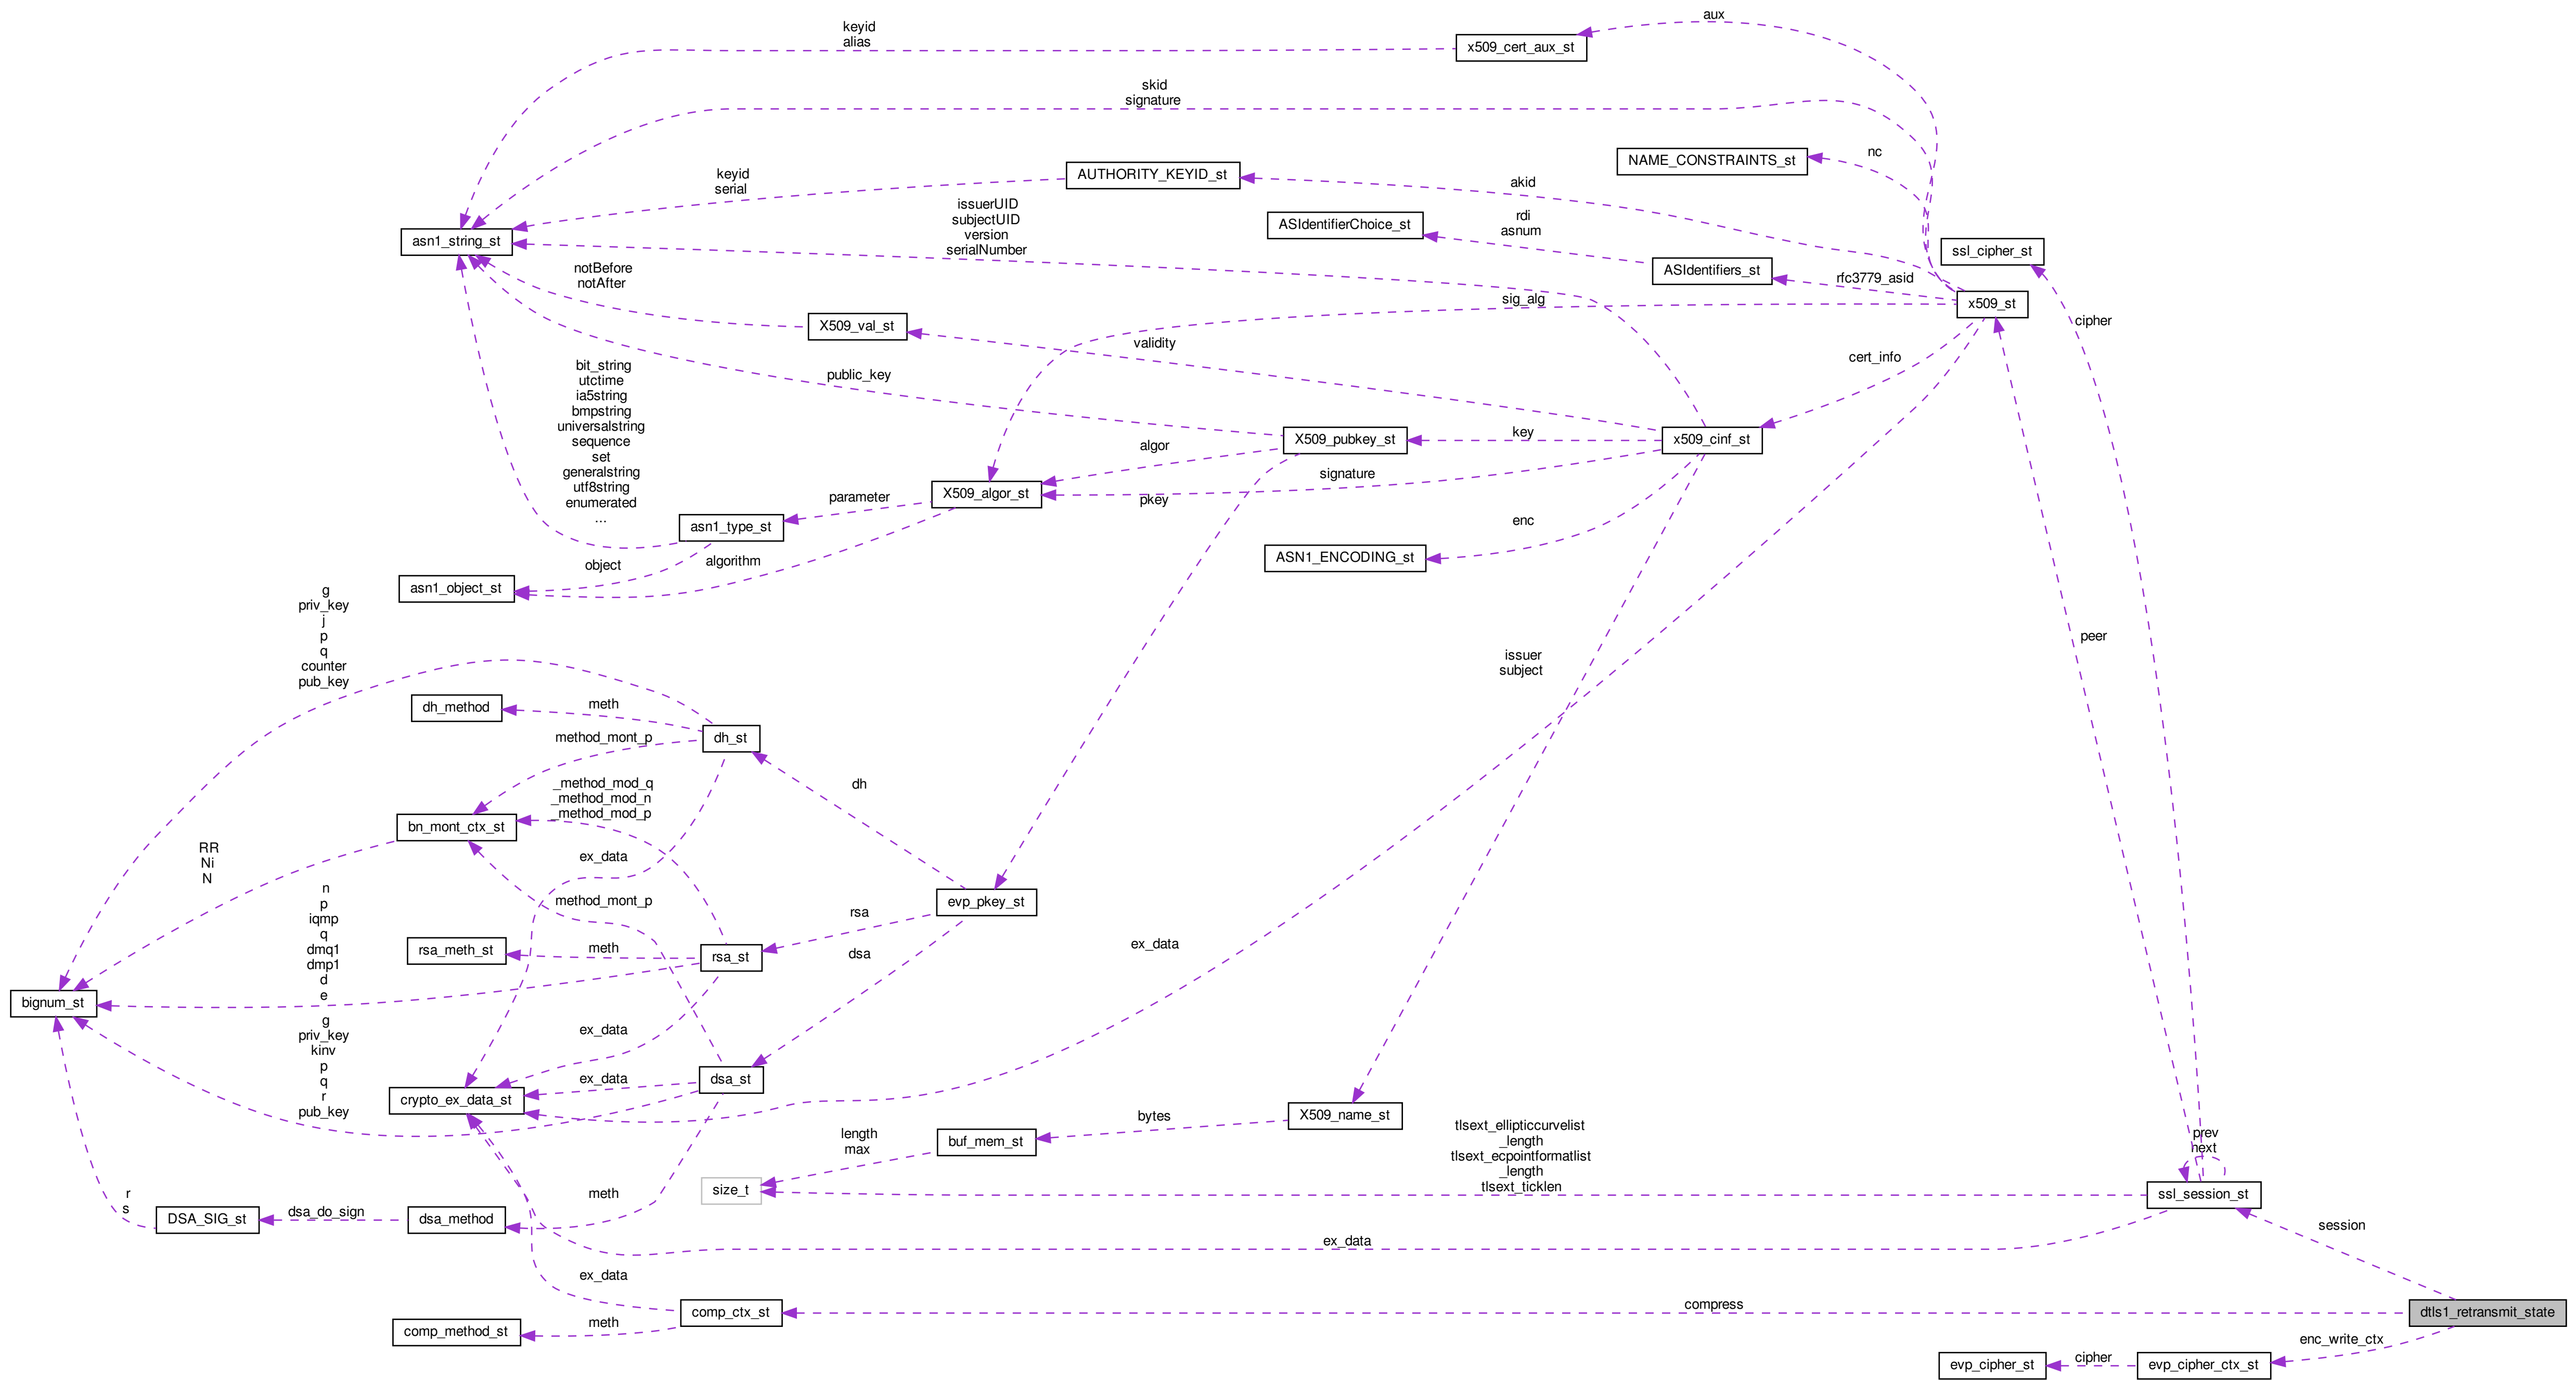 aux
keyid
alias
x509_cert_aux_st
skid
signature
NAME_CONSTRAINTS_st
nc
keyid
serial
AUTHORITY_KEYID_st
akid
issuerUID
subjectUID
version
serialNumber
ASIdentifierChoice_st
rdi
asnum
asn1_string_st
ssl_cipher_st
ASIdentifiers_st
rfc3779_asid
notBefore
notAfter
sig_alg
x509_st
X509_val_st
cipher
validity
cert_info
bit_string
utctime
ia5string
bmpstring
universalstring
sequence
set
generalstring
utf8string
enumerated
...
public_key
X509_pubkey_st
key
x509_cinf_st
algor
signature
X509_algor_st
pkey
parameter
asn1_type_st
enc
ASN1_ENCODING_st
object
algorithm
asn1_object_st
g
priv_key
j
p
q
counter
pub_key
peer
issuer
subject
dh_method
meth
dh_st
method_mont_p
_method_mod_q
_method_mod_n
_method_mod_p
dh
bn_mont_ctx_st
RR
Ni
N
ex_data
method_mont_p
evp_pkey_st
n
p
iqmp
q
dmq1
dmp1
d
e
rsa
rsa_meth_st
meth
rsa_st
dsa
ex_data
bignum_st
g
priv_key
kinv
p
q
r
pub_key
ex_data
ex_data
dsa_st
crypto_ex_data_st
X509_name_st
bytes
length
max
buf_mem_st
tlsext_ellipticcurvelist
_length
tlsext_ecpointformatlist
_length
tlsext_ticklen
prev
next
size_t
meth
ssl_session_st
r
s
DSA_SIG_st
dsa_do_sign
dsa_method
session
ex_data
ex_data
compress
comp_ctx_st
dtls1_retransmit_state
comp_method_st
meth
enc_write_ctx
evp_cipher_st
cipher
evp_cipher_ctx_st